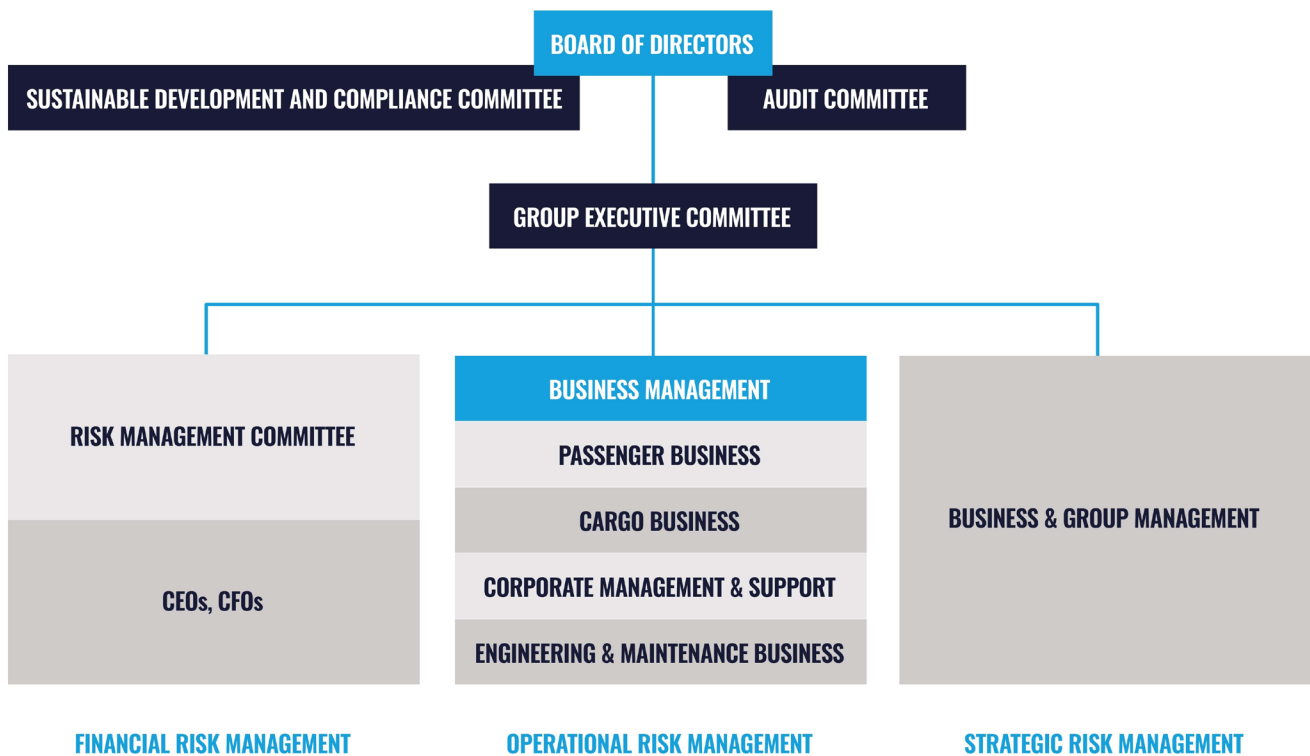 BOARD OF DIRECTORS
SUSTAINABLE DEVELOPMENT AND COMPLIANCE COMMITTEE
AUDIT COMMITTEE
GROUP EXECUTIVE COMMITTEE
RISK MANAGEMENT COMMITTEE
CEOs, CFOs
FINANCIAL RISK MANAGEMENT
BUSINESS MANAGEMENT
PASSENGER BUSINESS
CARGO BUSINESS
CORPORATE MANAGEMENT & SUPPORT
ENGINEERING & MAINTENANCE BUSINESS
OPERATIONAL RISK MANAGEMENT
BUSINESS & GROUP MANAGEMENT
STRATEGIC RISK MANAGEMENT